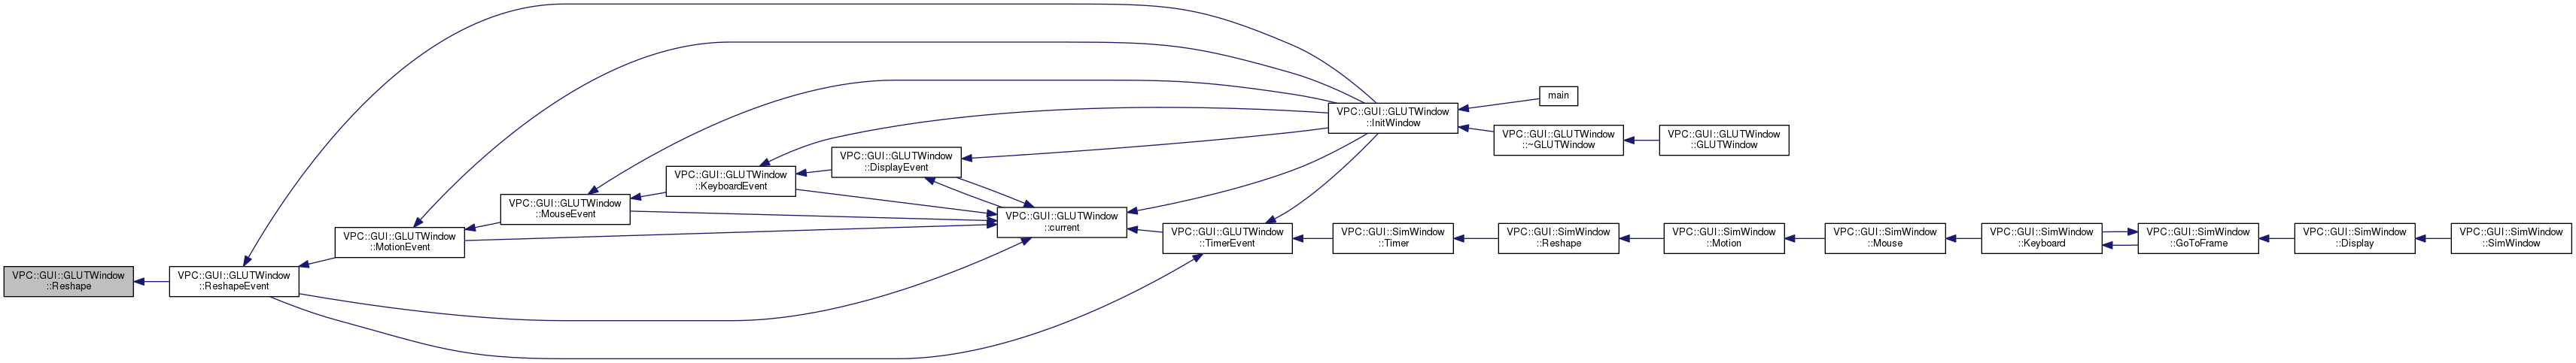 VPC::GUI::GLUTWindow
::Reshape
VPC::GUI::GLUTWindow
::ReshapeEvent
VPC::GUI::GLUTWindow
::MotionEvent
VPC::GUI::GLUTWindow
::MouseEvent
VPC::GUI::GLUTWindow
::KeyboardEvent
VPC::GUI::GLUTWindow
::DisplayEvent
VPC::GUI::GLUTWindow
::current
VPC::GUI::GLUTWindow
::TimerEvent
VPC::GUI::GLUTWindow
::InitWindow
main
VPC::GUI::GLUTWindow
::~GLUTWindow
VPC::GUI::GLUTWindow
::GLUTWindow
VPC::GUI::SimWindow
::Timer
VPC::GUI::SimWindow
::Reshape
VPC::GUI::SimWindow
::Motion
VPC::GUI::SimWindow
::Mouse
VPC::GUI::SimWindow
::Keyboard
VPC::GUI::SimWindow
::GoToFrame
VPC::GUI::SimWindow
::Display
VPC::GUI::SimWindow
::SimWindow